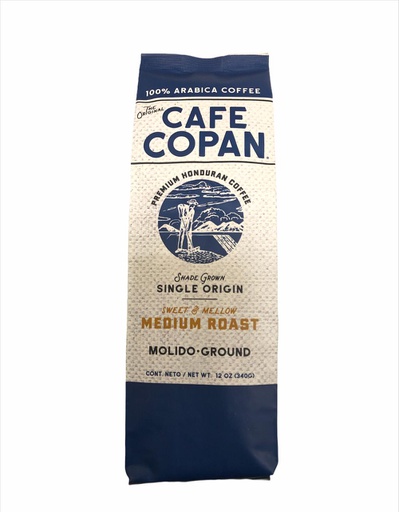 100% ARABICA COFFEE
THE
ORIGINAL
CAFE
COPAN
PREMIUM HONDURAN COFFEE
SHADE GROWN
SINGLE ORIGIN
SWEET & MELLOW
MEDIUM ROAST
MOLIDO•GROUND
CONT. NETO / NET WT. 12 OZ (340G)